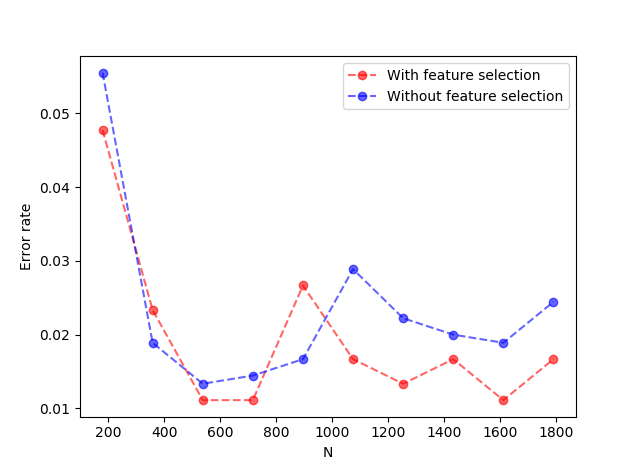 With feature selection
Without feature selection
0.05
0.04
0.03
0.02
0.01
Error rate
200 400 600 800 1000 1200 1400 1600 1800
N